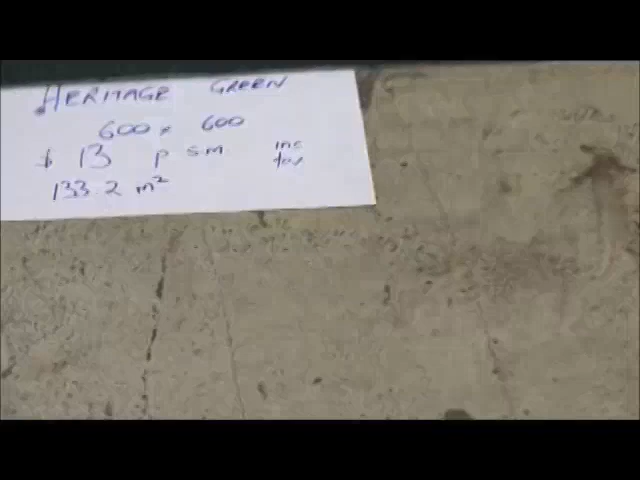 HERITAGE GREEN
600 x 600
$ 13 p sm inc tax
133.2 m²